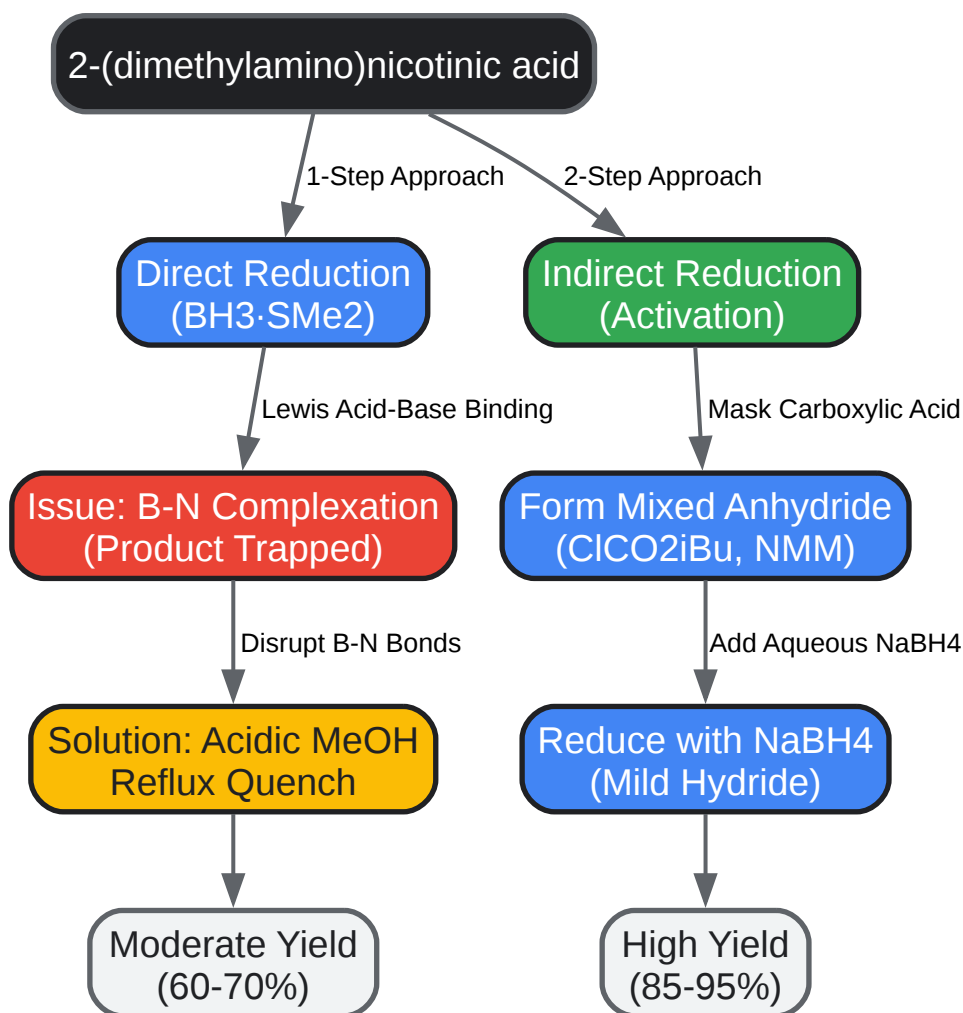 2-(dimethylamino)nicotinic acid
1-Step Approach
2-Step Approach
Direct Reduction
(BH3·SMe2)
Indirect Reduction
(Activation)
Lewis Acid-Base Binding
Mask Carboxylic Acid
Issue: B-N Complexation
(Product Trapped)
Form Mixed Anhydride
(ClCO2iBu, NMM)
Disrupt B-N Bonds
Add Aqueous NaBH4
Solution: Acidic MeOH
Reflux Quench
Reduce with NaBH4
(Mild Hydride)
Moderate Yield
(60-70%)
High Yield
(85-95%)